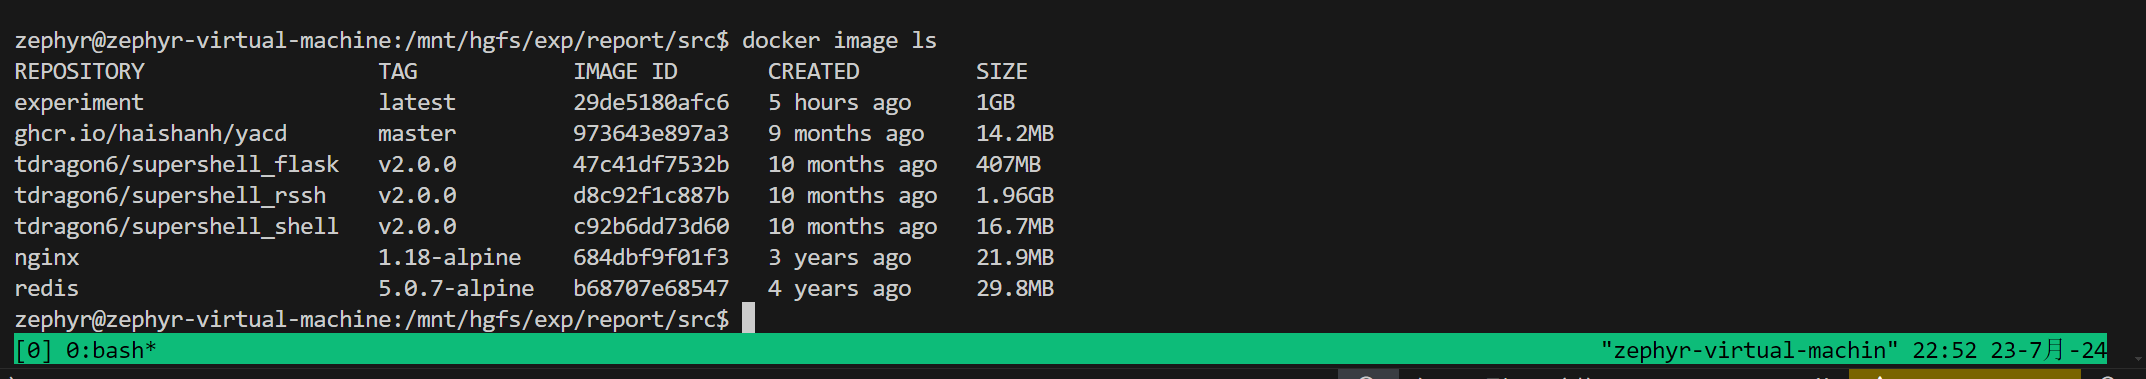 zephyr@zephyr-virtual-machine:/mnt/hgfs/exp/report/src$ docker image ls
REPOSITORY                  TAG            IMAGE ID       CREATED         SIZE
experiment                  latest         29de5180afc6   5 hours ago     1GB
ghcr.io/haishanh/yacd       master         973643e897a3   9 months ago    14.2MB
tdragon6/supershell_flask   v2.0.0         47c41df7532b   10 months ago   407MB
tdragon6/supershell_rssh    v2.0.0         d8c92f1c887b   10 months ago   1.96GB
tdragon6/supershell_shell   v2.0.0         c92b6dd73d60   10 months ago   16.7MB
nginx                       1.18-alpine    684dbf9f01f3   3 years ago     21.9MB
redis                       5.0.7-alpine   b68707e68547   4 years ago     29.8MB
zephyr@zephyr-virtual-machine:/mnt/hgfs/exp/report/src$
[0] 0:bash* "zephyr-virtual-machin" 22:52 23-7月-24